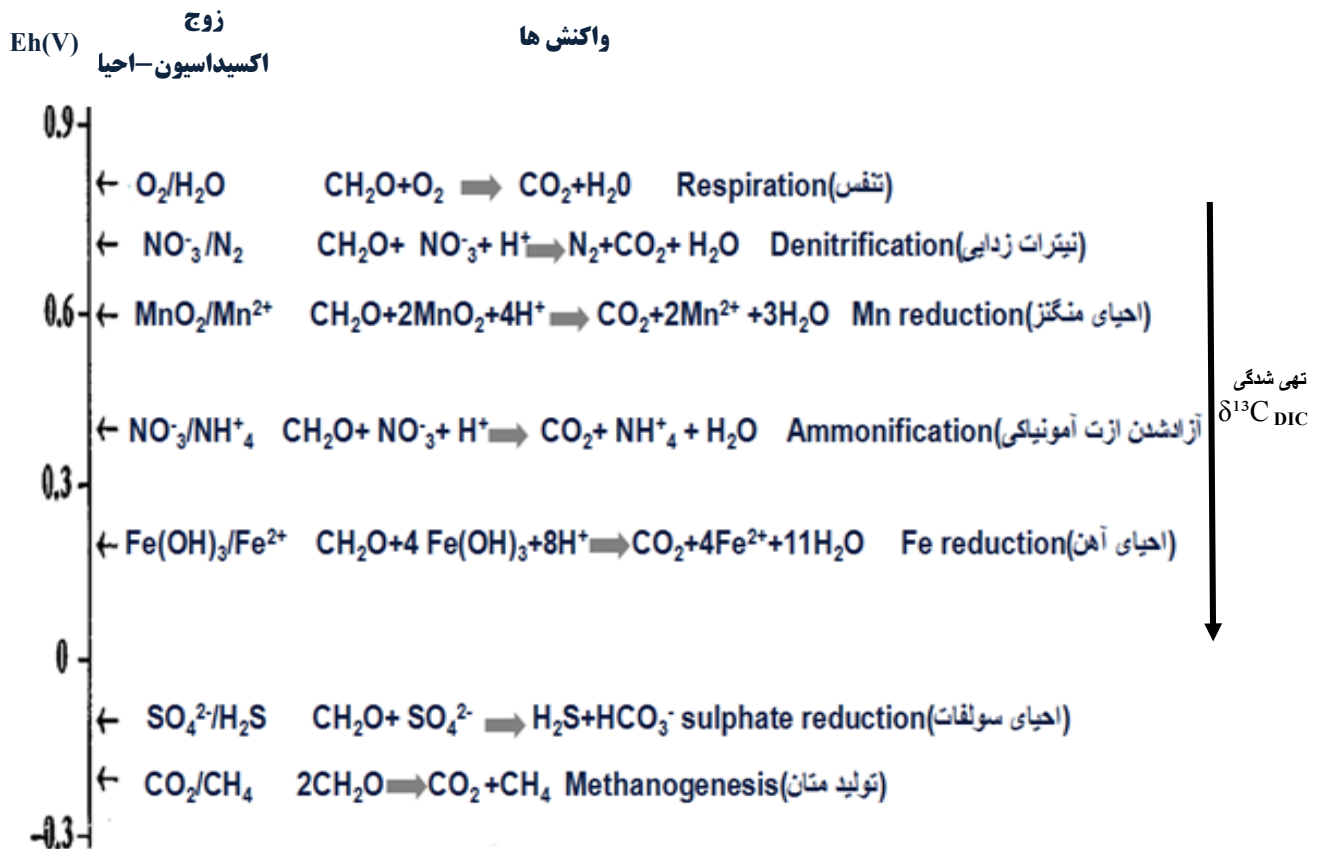 Eh(V)
زوج
اکسیداسیون–احیا
واکنش ها
0.9
O₂/H₂O CH₂O+O₂ CO₂+H₂0 Respiration(تنفس)
NO⁻₃/N₂ CH₂O+ NO⁻₃+ H⁺ N₂+CO₂+ H₂O Denitrification(نیترات زدایی)
0.6 MnO₂/Mn²⁺ CH₂O+2MnO₂+4H⁺ CO₂+2Mn²⁺ +3H₂O Mn reduction(احیای منگنز)
تهی شدگی
δ¹³C DIC
NO⁻₃/NH⁺₄ CH₂O+ NO⁻₃+ H⁺ CO₂+ NH⁺₄ + H₂O Ammonification(آزادشدن ازت آمونیاکی
0.3
Fe(OH)₃/Fe²⁺ CH₂O+4 Fe(OH)₃+8H⁺ CO₂+4Fe²⁺+11H₂O Fe reduction(احیای آهن)
0
SO₄²⁻/H₂S CH₂O+ SO₄²⁻ H₂S+HCO₃⁻ sulphate reduction(احیای سولفات)
CO₂/CH₄ 2CH₂O CO₂ +CH₄ Methanogenesis(تولید متان)
–0.3